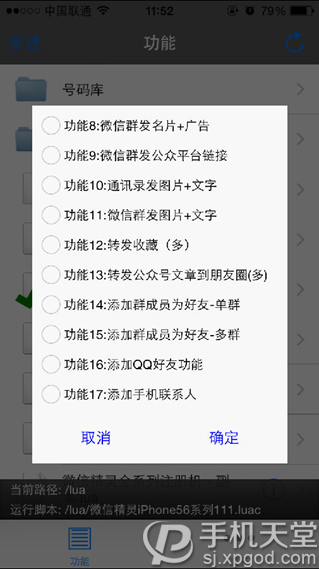 中国联通
11:52
79%
功能
号码库
功能8:微信群发名片+广告
功能9:微信群发公众平台链接
功能10:通讯录发图片+文字
功能11:微信群发图片+文字
功能12:转发收藏（多）
功能13:转发公众号文章到朋友圈(多)
功能14:添加群成员为好友-单群
功能15:添加群成员为好友-多群
功能16:添加QQ好友功能
功能17:添加手机联系人
取消
确定
当前路径: /lua
运行脚本: /lua/微信精灵iPhone56系列111.luac
功能
手机天堂
sj.xpgod.com